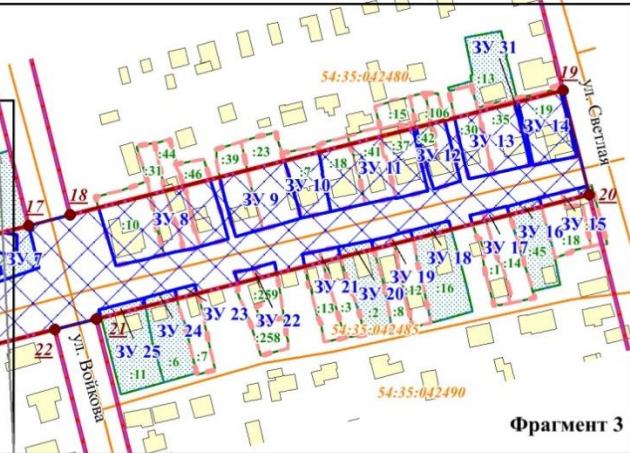 54:35:042480
ЗУ 31
:13
19
ул. Светлая
:15
:106
:30
:35
:19
ЗУ 14
:42
ЗУ 13
ЗУ 12
:44
:31
:46
:39
:23
:7
:18
:41
:37
ЗУ 11
ЗУ 10
ЗУ 9
ЗУ 8
:10
17
18
ЗУ 7
20
ЗУ 15
ЗУ 16
ЗУ 17
ЗУ 18
ЗУ 19
ЗУ 20
ЗУ 21
:18
:45
:14
:1
:16
:12
:8
:2
:3
:13
54:35:042485
:259
ЗУ 22
:258
ЗУ 23
ЗУ 24
ЗУ 25
:7
:6
:11
21
22
ул. Войкова
54:35:042490
Фрагмент 3